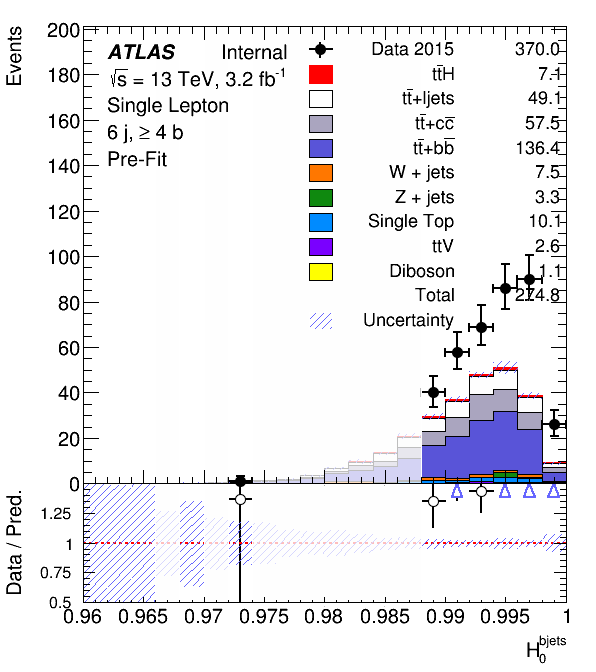 Events
200
180
160
140
120
100
80
60
40
20
0
ATLAS Internal
√s = 13 TeV, 3.2 fb⁻¹
Single Lepton
6 j, ≥ 4 b
Pre-Fit
Data 2015 370.0
tt̄H 7.1
tt̄+ljets 49.1
tt̄+cc̄ 57.5
tt̄+bb̄ 136.4
W + jets 7.5
Z + jets 3.3
Single Top 10.1
ttV 2.6
Diboson 1.1
Total 274.8
Uncertainty
Data / Pred.
1.25
1
0.75
0.5
0.96 0.965 0.97 0.975 0.98 0.985 0.99 0.995 1
H₀ᵇʲᵉᵗˢ